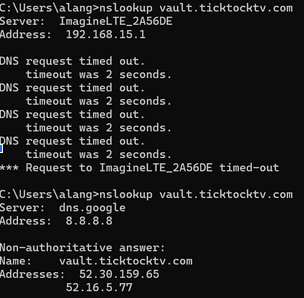 C:\Users\alang>nslookup vault.ticktocktv.com
Server:  ImagineLTE_2A56DE
Address:  192.168.15.1

DNS request timed out.
    timeout was 2 seconds.
DNS request timed out.
    timeout was 2 seconds.
DNS request timed out.
    timeout was 2 seconds.
DNS request timed out.
    timeout was 2 seconds.
*** Request to ImagineLTE_2A56DE timed-out

C:\Users\alang>nslookup vault.ticktocktv.com
Server:  dns.google
Address:  8.8.8.8

Non-authoritative answer:
Name:    vault.ticktocktv.com
Addresses:  52.30.159.65
          52.16.5.77